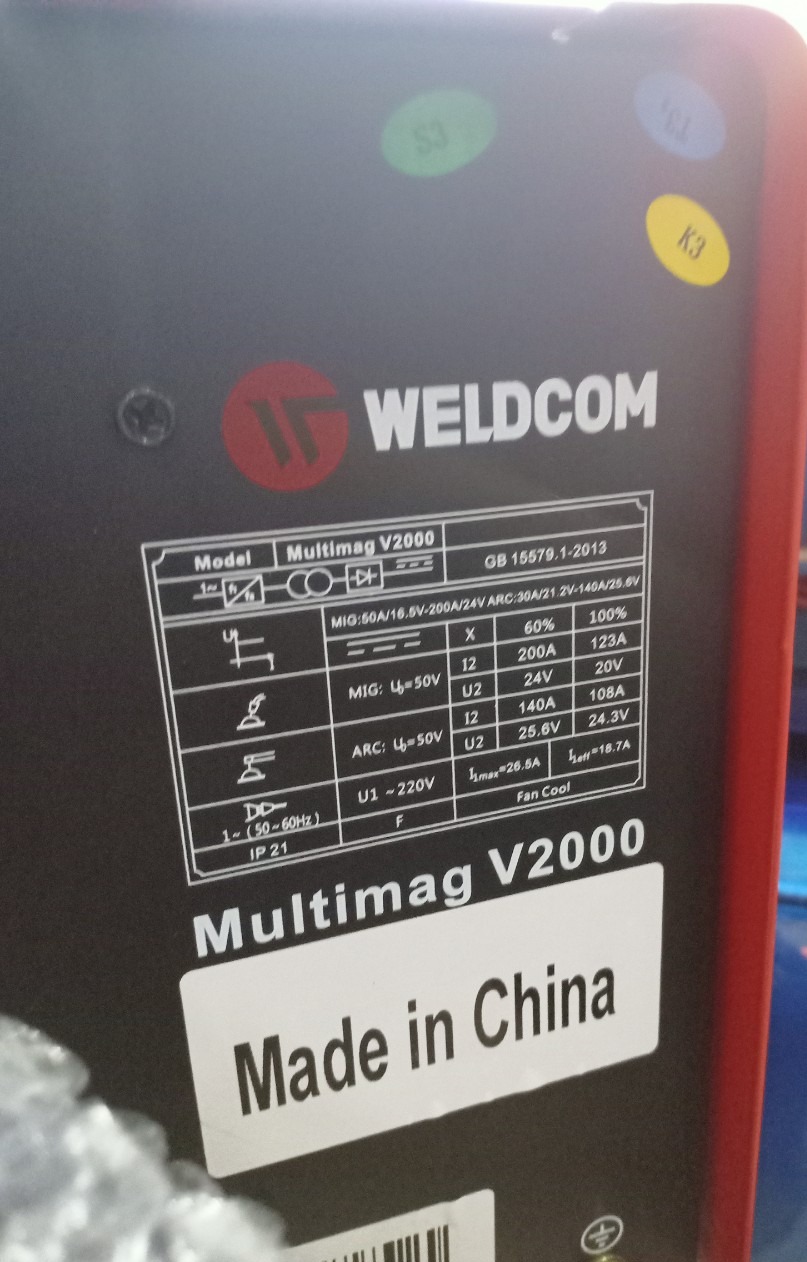 S3
K3
WELDCOM
Model Multimag V2000
1~ f₁ f₂ GB 15579.1-2013
MIG:50A/16.5V-200A/24V ARC:30A/21.2V-140A/25.6V
X 60% 100%
MIG: U₀=50V I2 200A 123A
U2 24V 20V
ARC: U₀=50V I2 140A 108A
U2 25.6V 24.3V
1~(50~60Hz) U1 ~220V I₁max=26.5A I₁eff=18.7A
IP 21 F Fan Cool
Multimag V2000
Made in China